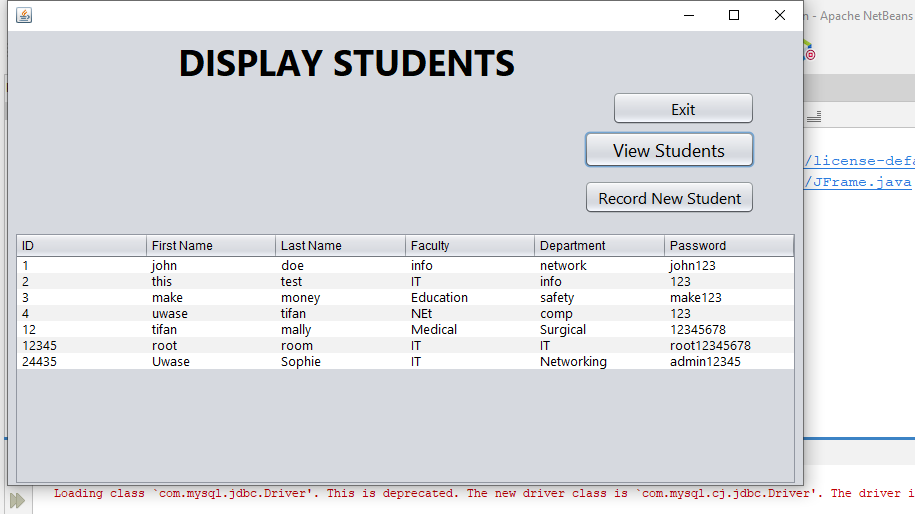 - Apache NetBeans
DISPLAY STUDENTS
Exit
View Students
Record New Student
/license-defa
/JFrame.java
ID First Name Last Name Faculty Department Password
1 john doe info network john123
2 this test IT info 123
3 make money Education safety make123
4 uwase tifan NEt comp 123
12 tifan mally Medical Surgical 12345678
12345 root room IT IT root12345678
24435 Uwase Sophie IT Networking admin12345
Loading class `com.mysql.jdbc.Driver'. This is deprecated. The new driver class is `com.mysql.cj.jdbc.Driver'. The driver i